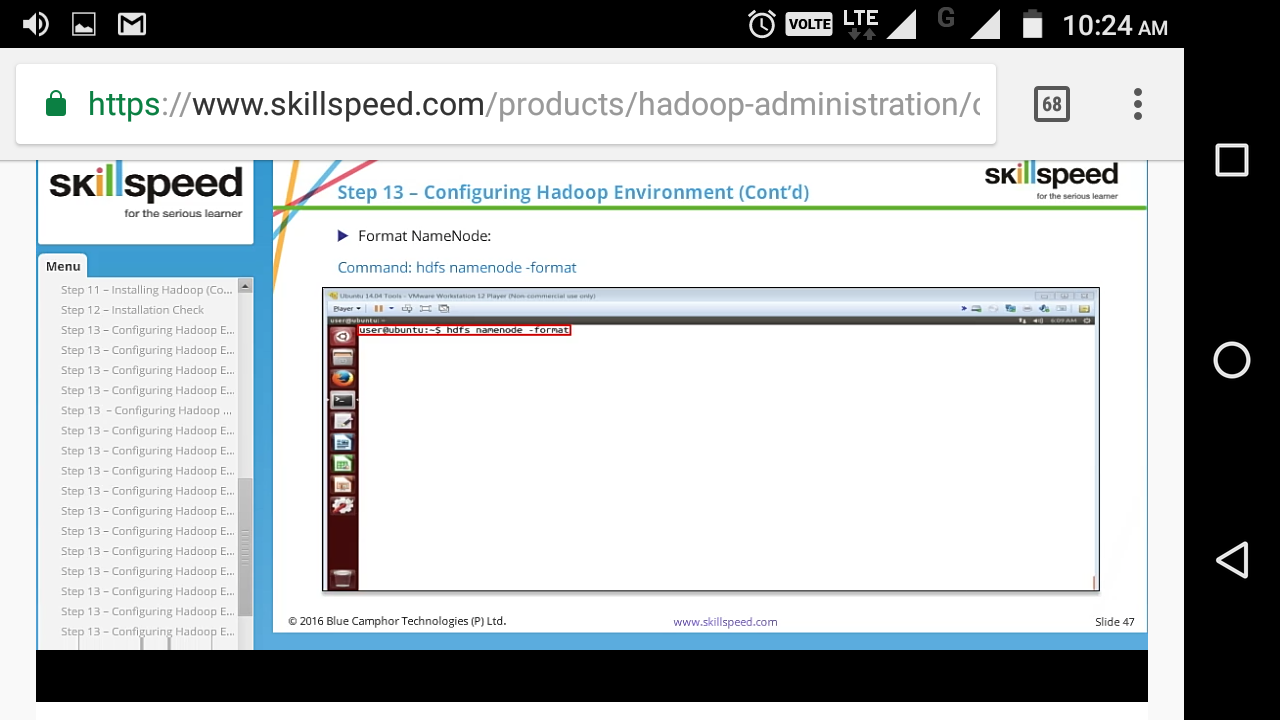 VOLTE LTE G 10:24 AM
https://www.skillspeed.com/products/hadoop-administration/
68
skillspeed
for the serious learner
Menu
Step 11 – Installing Hadoop (Co...
Step 12 – Installation Check
Step 13 – Configuring Hadoop E...
Step 13 – Configuring Hadoop E...
Step 13 – Configuring Hadoop E...
Step 13 – Configuring Hadoop E...
Step 13 – Configuring Hadoop ...
Step 13 – Configuring Hadoop E...
Step 13 – Configuring Hadoop E...
Step 13 – Configuring Hadoop E...
Step 13 – Configuring Hadoop E...
Step 13 – Configuring Hadoop E...
Step 13 – Configuring Hadoop E...
Step 13 – Configuring Hadoop E...
Step 13 – Configuring Hadoop E...
Step 13 – Configuring Hadoop E...
Step 13 – Configuring Hadoop E...
Step 13 – Configuring Hadoop E...
Step 13 – Configuring Hadoop Environment (Cont'd)
skillspeed
for the serious learner
Format NameNode:
Command: hdfs namenode -format
Ubuntu 14.04 Tools - VMware Workstation 12 Player (Non-commercial use only)
Player
user@ubuntu: ~
user@ubuntu:~$ hdfs namenode -format
© 2016 Blue Camphor Technologies (P) Ltd.
www.skillspeed.com
Slide 47